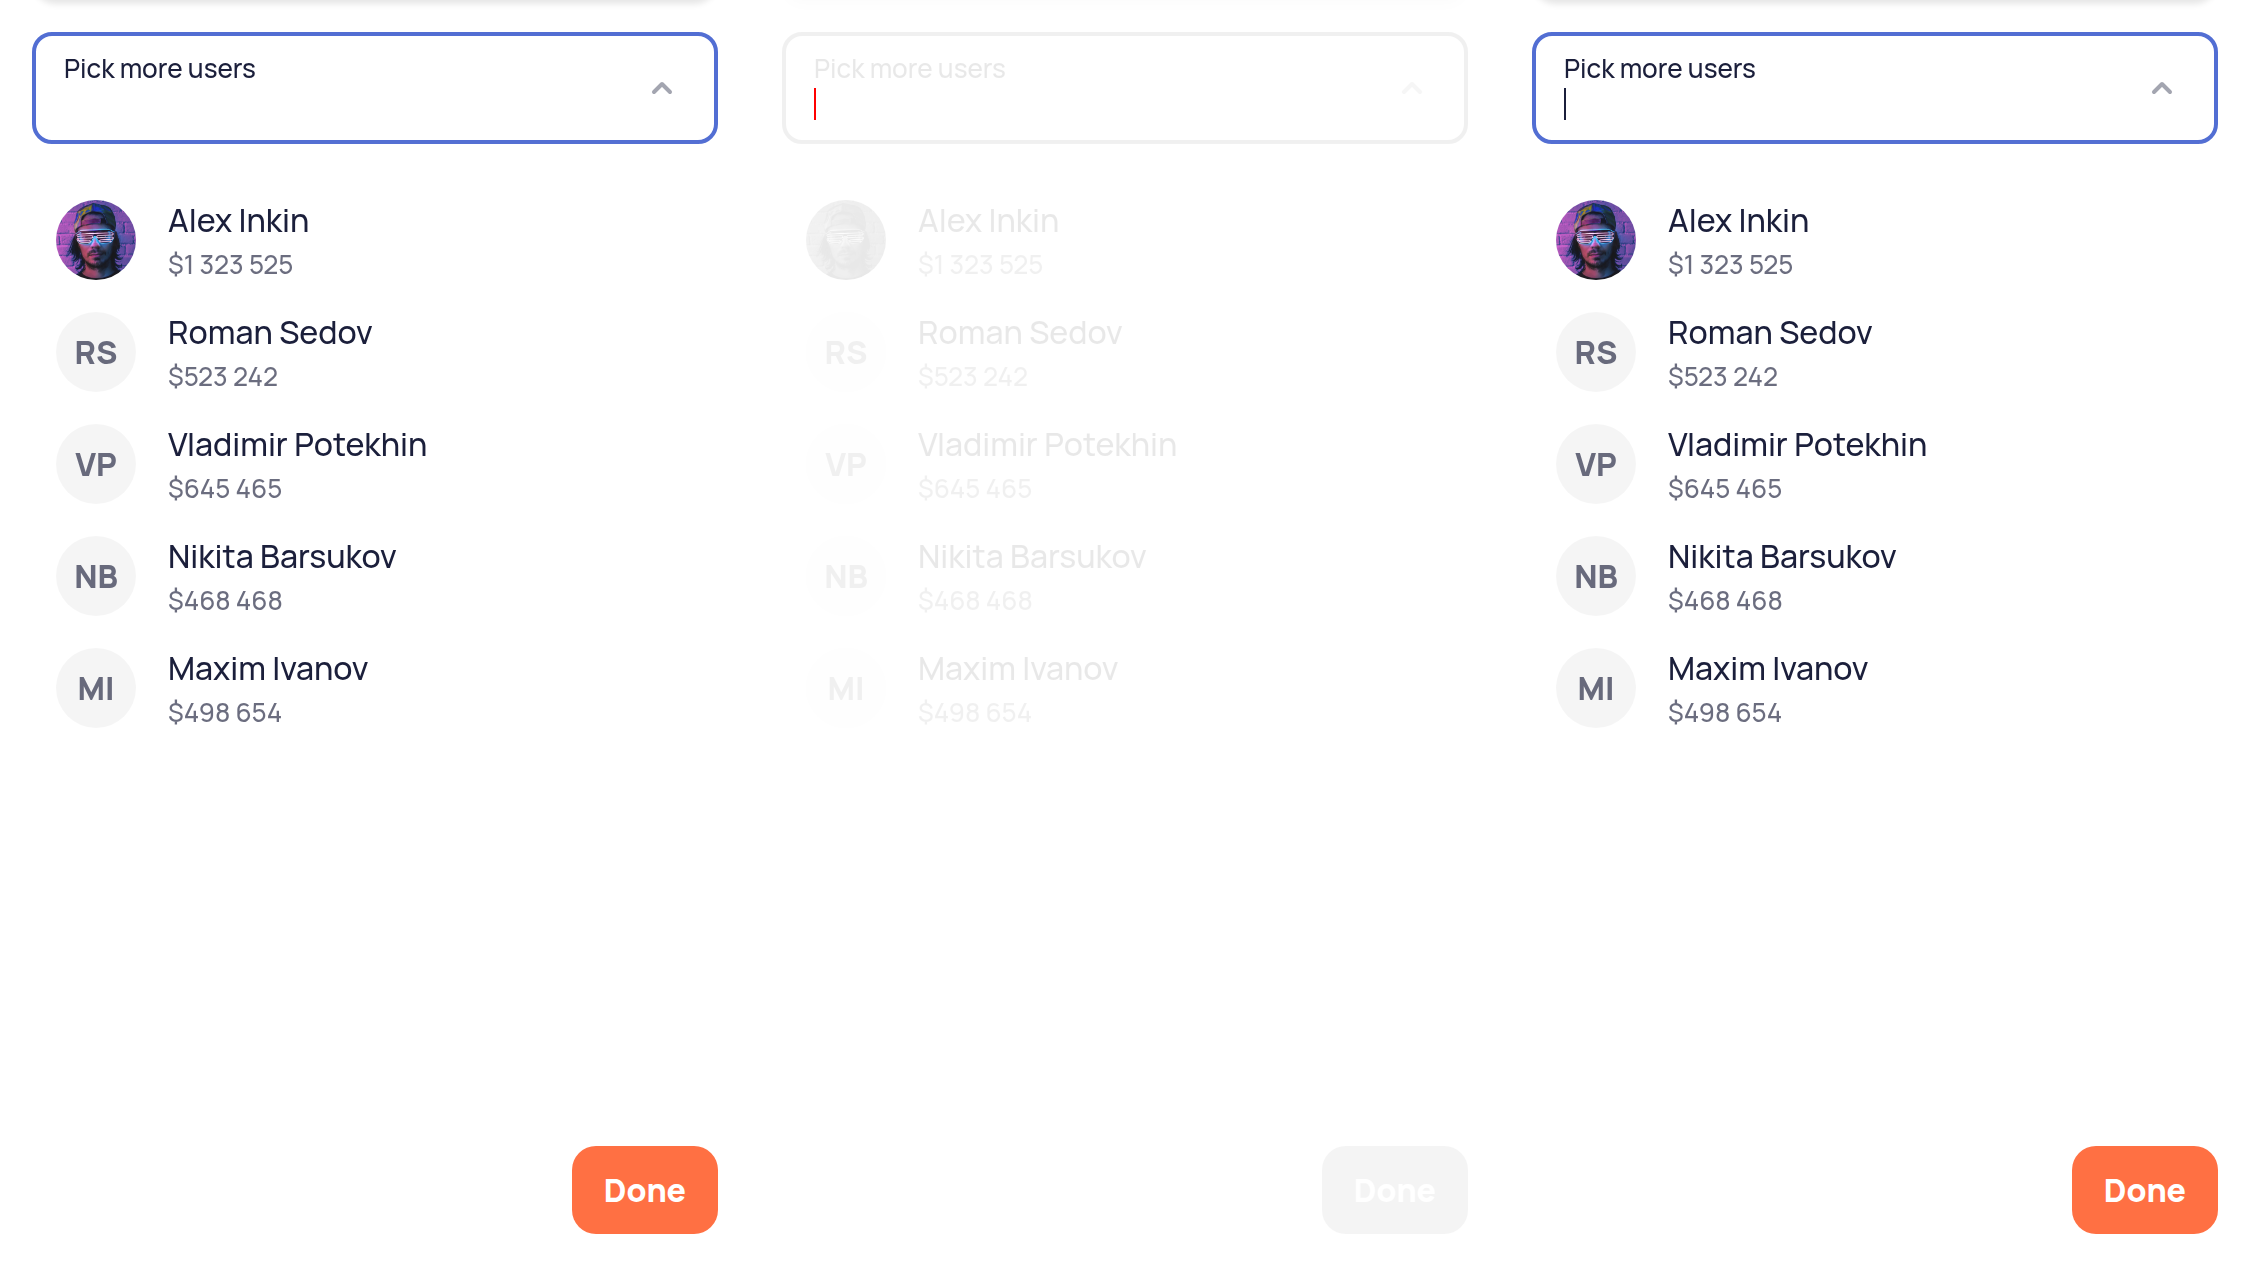 Pick more users
Alex Inkin
$1 323 525
RS
Roman Sedov
$523 242
VP
Vladimir Potekhin
$645 465
NB
Nikita Barsukov
$468 468
MI
Maxim Ivanov
$498 654
Done
Pick more users
Alex Inkin
$1 323 525
RS
Roman Sedov
$523 242
VP
Vladimir Potekhin
$645 465
NB
Nikita Barsukov
$468 468
MI
Maxim Ivanov
$498 654
Done
Pick more users
Alex Inkin
$1 323 525
RS
Roman Sedov
$523 242
VP
Vladimir Potekhin
$645 465
NB
Nikita Barsukov
$468 468
MI
Maxim Ivanov
$498 654
Done